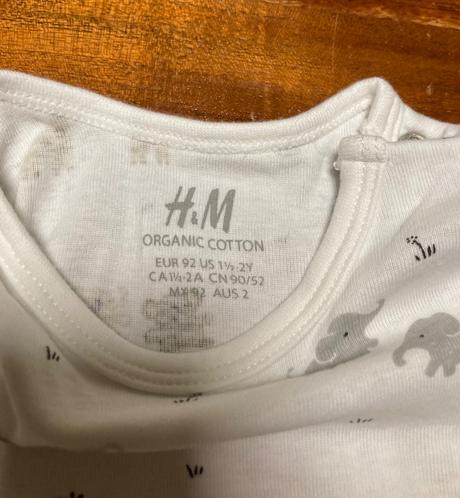 H&M
ORGANIC COTTON
EUR 92 US 1½-2Y
CA 1½-2A CN 90/52
MX 92 AUS 2